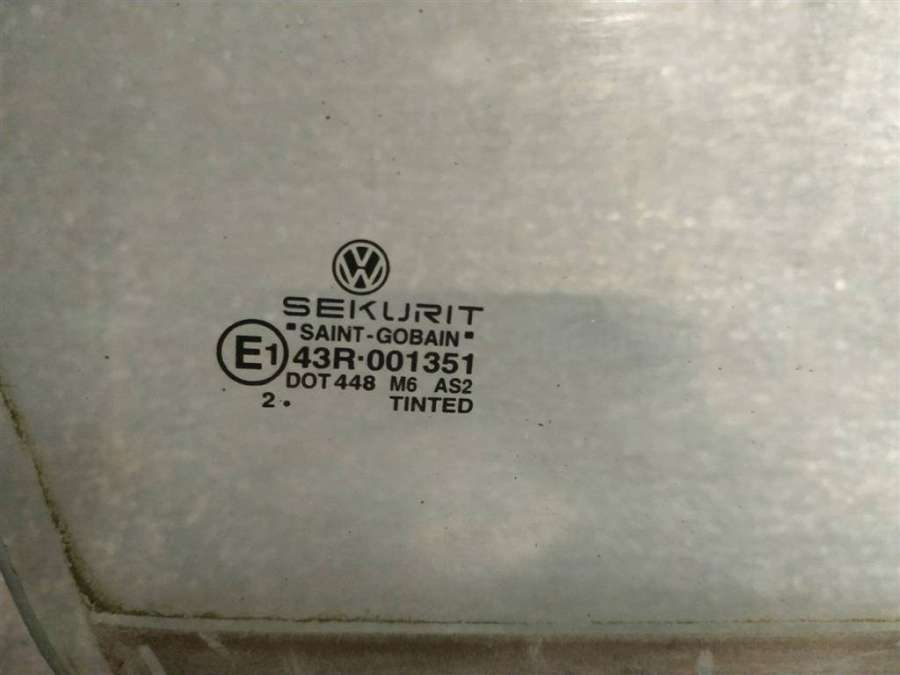 SEKURIT
"SAINT-GOBAIN"
E1 43R·001351
DOT 448 M6 AS2
2 . TINTED